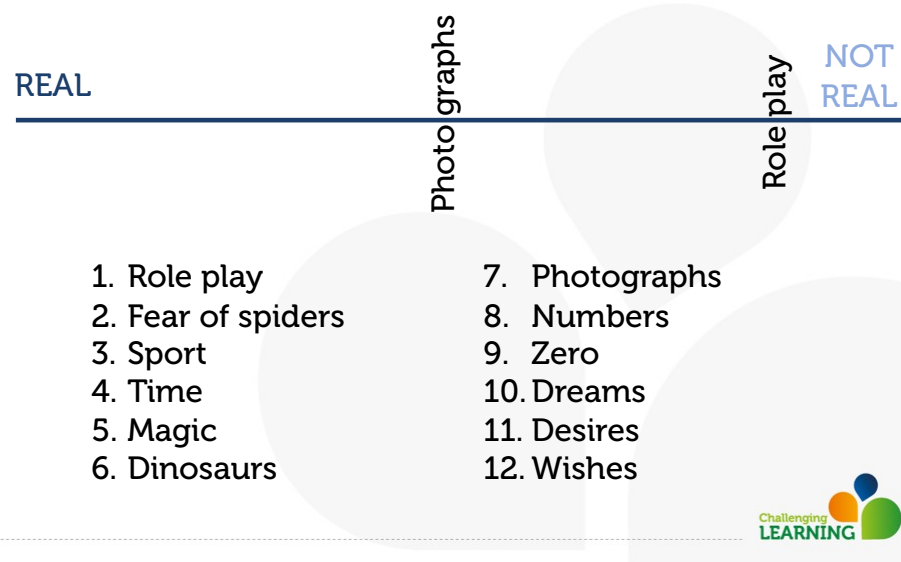 REAL
Photographs
Role play
NOT
REAL
1. Role play
2. Fear of spiders
3. Sport
4. Time
5. Magic
6. Dinosaurs
7. Photographs
8. Numbers
9. Zero
10. Dreams
11. Desires
12. Wishes
Challenging
LEARNING